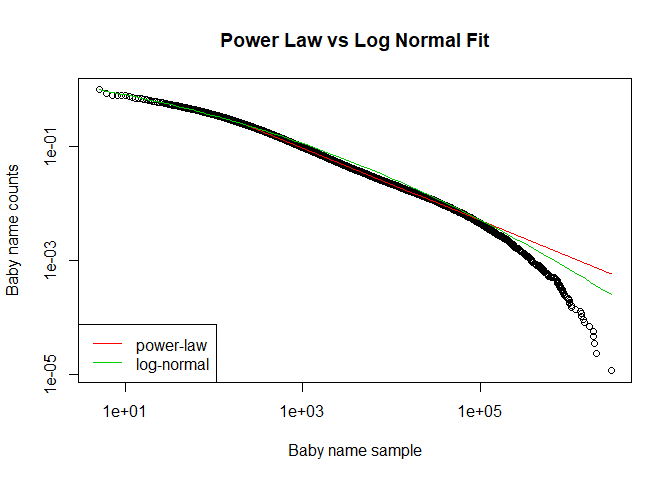 Power Law vs Log Normal Fit
Baby name counts
1e-01
1e-03
1e-05
power-law
log-normal
1e+01
1e+03
1e+05
Baby name sample